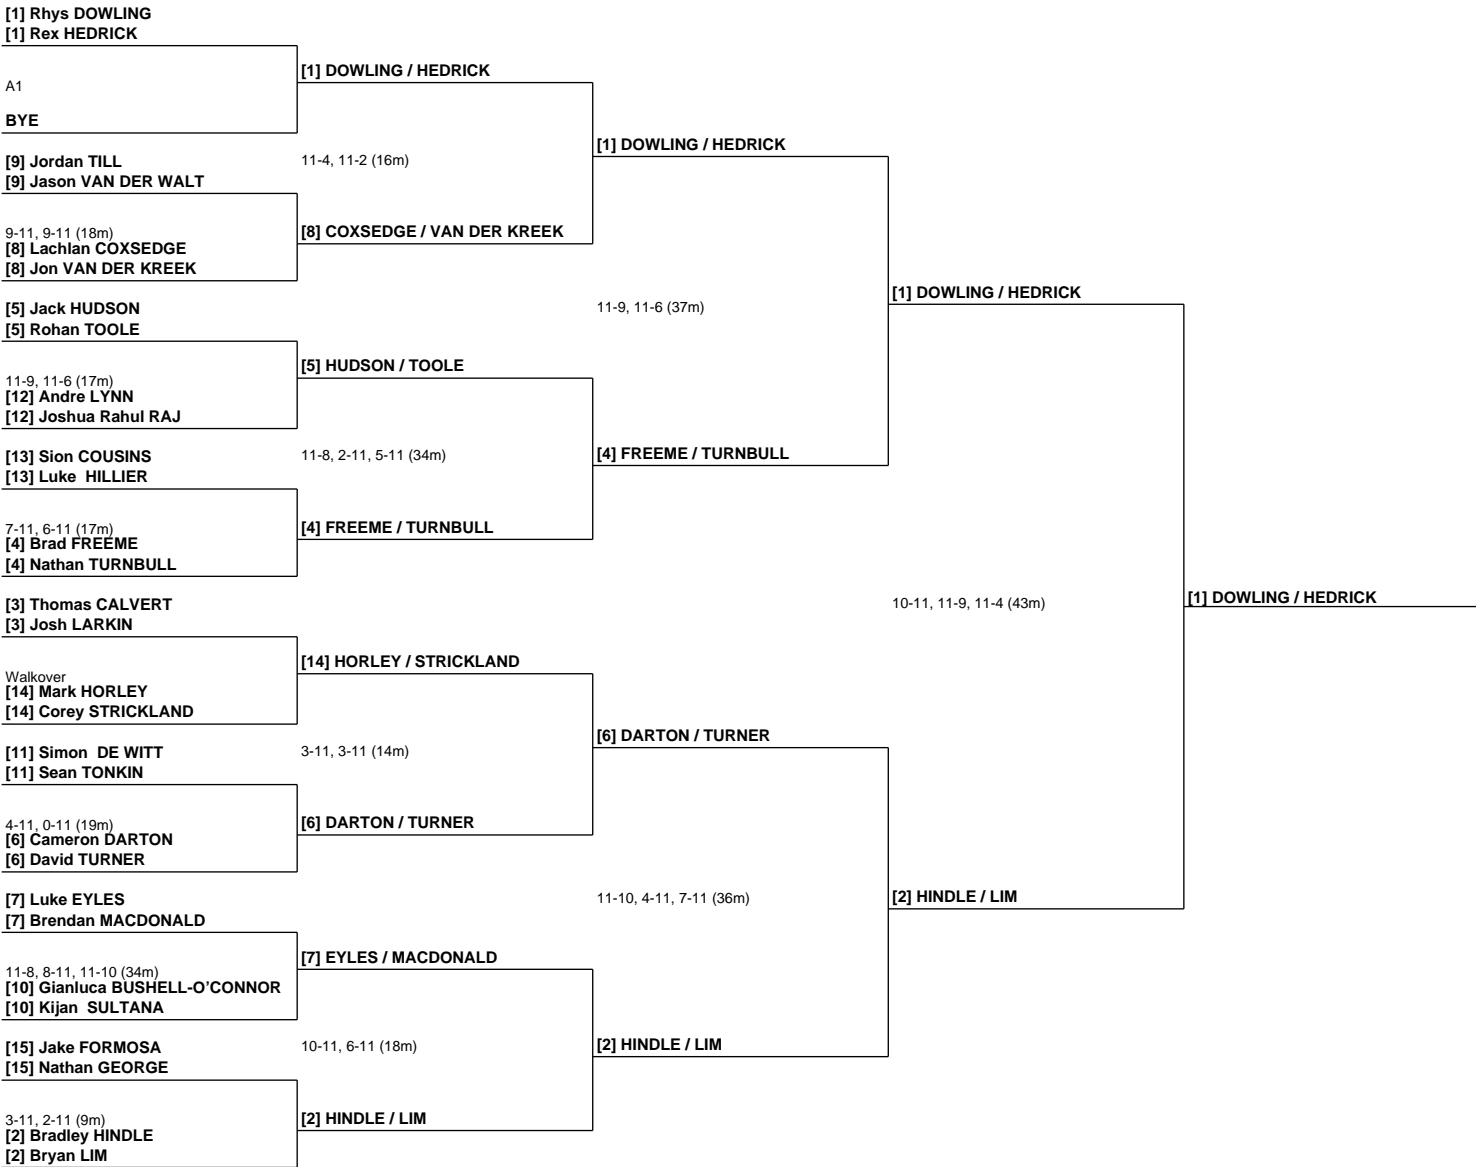 [1] Rhys DOWLING
[1] Rex HEDRICK
[1] DOWLING / HEDRICK
A1
BYE
[1] DOWLING / HEDRICK
[9] Jordan TILL
11-4, 11-2 (16m)
[9] Jason VAN DER WALT
9-11, 9-11 (18m)
[8] COXSEDGE / VAN DER KREEK
[8] Lachlan COXSEDGE
[8] Jon VAN DER KREEK
[1] DOWLING / HEDRICK
[5] Jack HUDSON
11-9, 11-6 (37m)
[5] Rohan TOOLE
[5] HUDSON / TOOLE
11-9, 11-6 (17m)
[12] Andre LYNN
[12] Joshua Rahul RAJ
[13] Sion COUSINS
11-8, 2-11, 5-11 (34m)
[4] FREEME / TURNBULL
[13] Luke  HILLIER
7-11, 6-11 (17m)
[4] FREEME / TURNBULL
[4] Brad FREEME
[4] Nathan TURNBULL
[3] Thomas CALVERT
10-11, 11-9, 11-4 (43m)
[1] DOWLING / HEDRICK
[3] Josh LARKIN
[14] HORLEY / STRICKLAND
Walkover
[14] Mark HORLEY
[14] Corey STRICKLAND
[6] DARTON / TURNER
[11] Simon  DE WITT
3-11, 3-11 (14m)
[11] Sean TONKIN
4-11, 0-11 (19m)
[6] DARTON / TURNER
[6] Cameron DARTON
[6] David TURNER
[7] Luke EYLES
11-10, 4-11, 7-11 (36m)
[2] HINDLE / LIM
[7] Brendan MACDONALD
[7] EYLES / MACDONALD
11-8, 8-11, 11-10 (34m)
[10] Gianluca BUSHELL-O'CONNOR
[10] Kijan  SULTANA
[15] Jake FORMOSA
10-11, 6-11 (18m)
[2] HINDLE / LIM
[15] Nathan GEORGE
3-11, 2-11 (9m)
[2] HINDLE / LIM
[2] Bradley HINDLE
[2] Bryan LIM